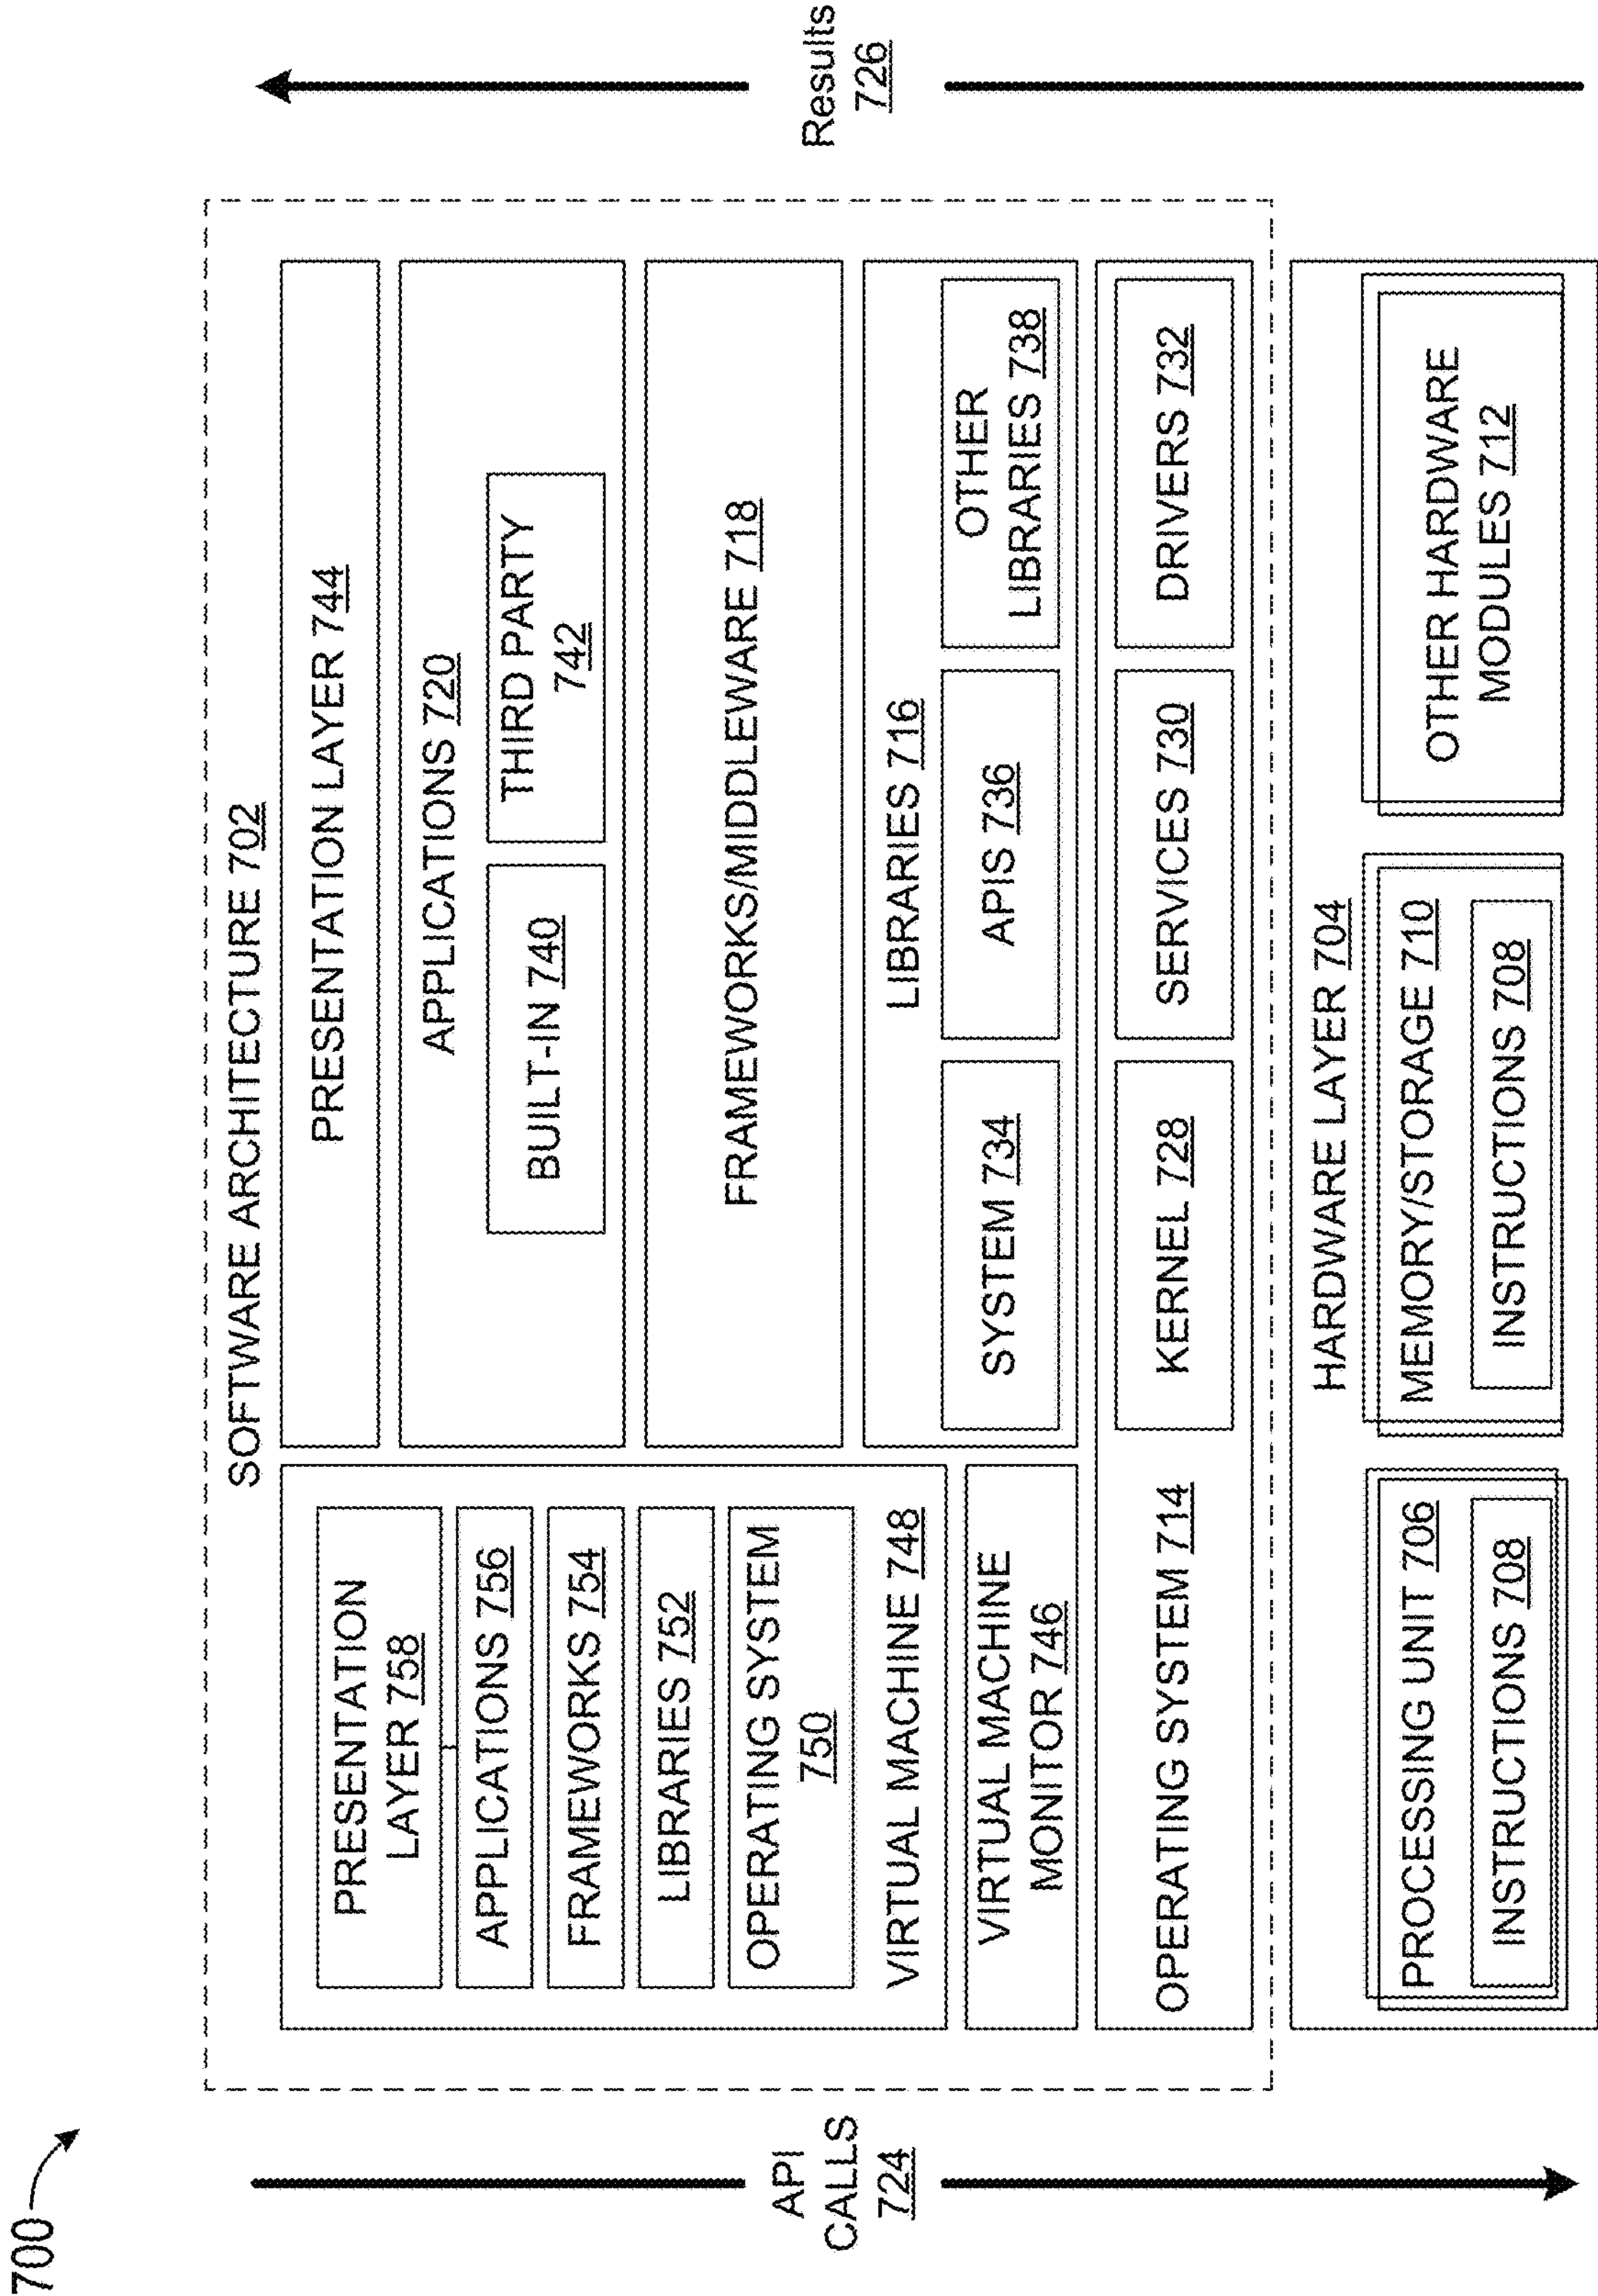 700
SOFTWARE ARCHITECTURE 702
PRESENTATION
LAYER 758
APPLICATIONS 756
FRAMEWORKS 754
LIBRARIES 752
OPERATING SYSTEM
750
VIRTUAL MACHINE 748
VIRTUAL MACHINE
MONITOR 746
PRESENTATION LAYER 744
APPLICATIONS 720
BUILT-IN 740
THIRD PARTY
742
FRAMEWORKS/MIDDLEWARE 718
LIBRARIES 716
SYSTEM 734
APIS 736
OTHER
LIBRARIES 738
OPERATING SYSTEM 714
KERNEL 728
SERVICES 730
DRIVERS 732
HARDWARE LAYER 704
PROCESSING UNIT 706
INSTRUCTIONS 708
MEMORY/STORAGE 710
INSTRUCTIONS 708
OTHER HARDWARE
MODULES 712
API
CALLS
724
Results
726